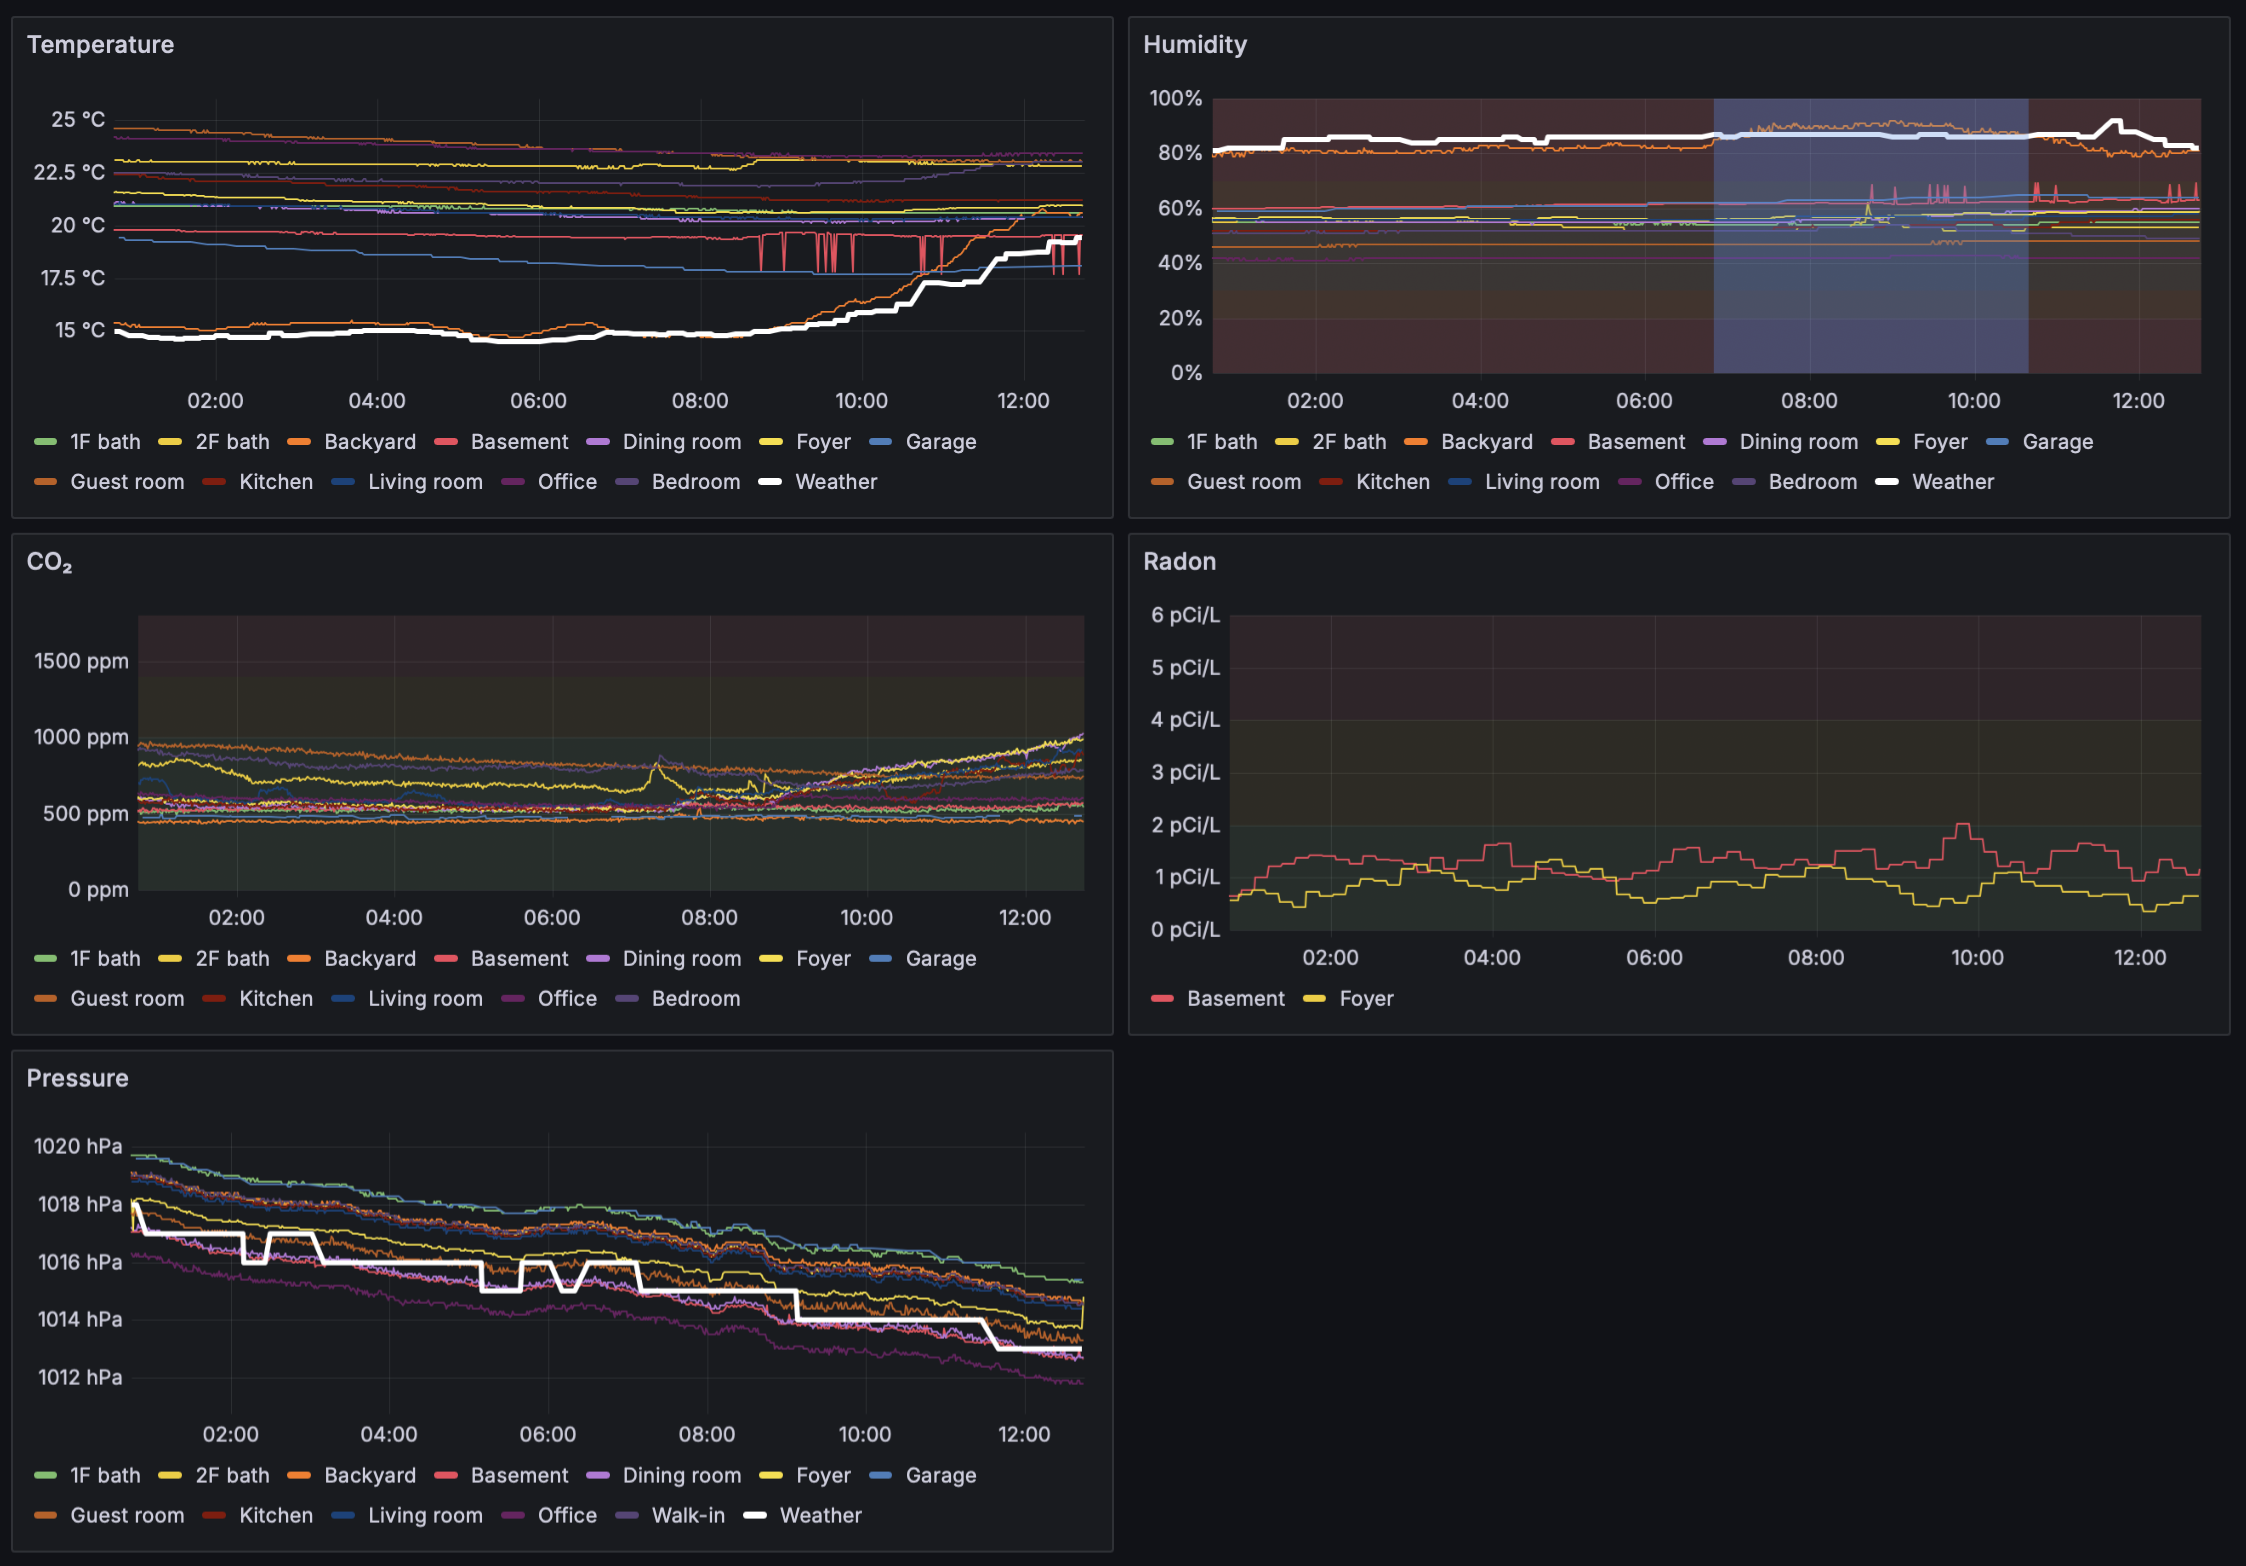 Temperature
25 °C
22.5 °C
20 °C
17.5 °C
15 °C
02:00 04:00 06:00 08:00 10:00 12:00
1F bath 2F bath Backyard Basement Dining room Foyer Garage
Guest room Kitchen Living room Office Bedroom Weather
Humidity
100%
80%
60%
40%
20%
0%
02:00 04:00 06:00 08:00 10:00 12:00
1F bath 2F bath Backyard Basement Dining room Foyer Garage
Guest room Kitchen Living room Office Bedroom Weather
CO₂
1500 ppm
1000 ppm
500 ppm
0 ppm
02:00 04:00 06:00 08:00 10:00 12:00
1F bath 2F bath Backyard Basement Dining room Foyer Garage
Guest room Kitchen Living room Office Bedroom
Radon
6 pCi/L
5 pCi/L
4 pCi/L
3 pCi/L
2 pCi/L
1 pCi/L
0 pCi/L
02:00 04:00 06:00 08:00 10:00 12:00
Basement Foyer
Pressure
1020 hPa
1018 hPa
1016 hPa
1014 hPa
1012 hPa
02:00 04:00 06:00 08:00 10:00 12:00
1F bath 2F bath Backyard Basement Dining room Foyer Garage
Guest room Kitchen Living room Office Walk-in Weather